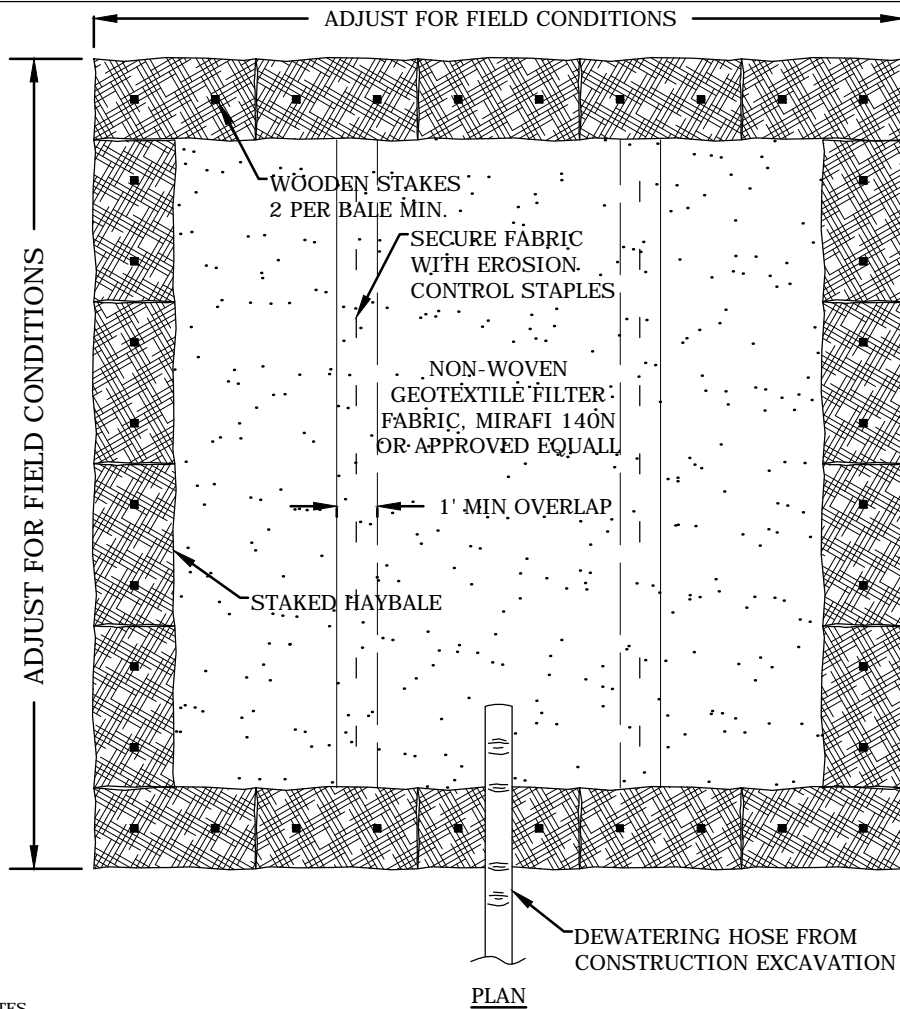 ADJUST FOR FIELD CONDITIONS
ADJUST FOR FIELD CONDITIONS
WOODEN STAKES
2 PER BALE MIN.
SECURE FABRIC
WITH EROSION
CONTROL STAPLES
NON-WOVEN
GEOTEXTILE FILTER
FABRIC, MIRAFI 140N
OR APPROVED EQUALL
1' MIN OVERLAP
STAKED HAYBALE
DEWATERING HOSE FROM
CONSTRUCTION EXCAVATION
PLAN